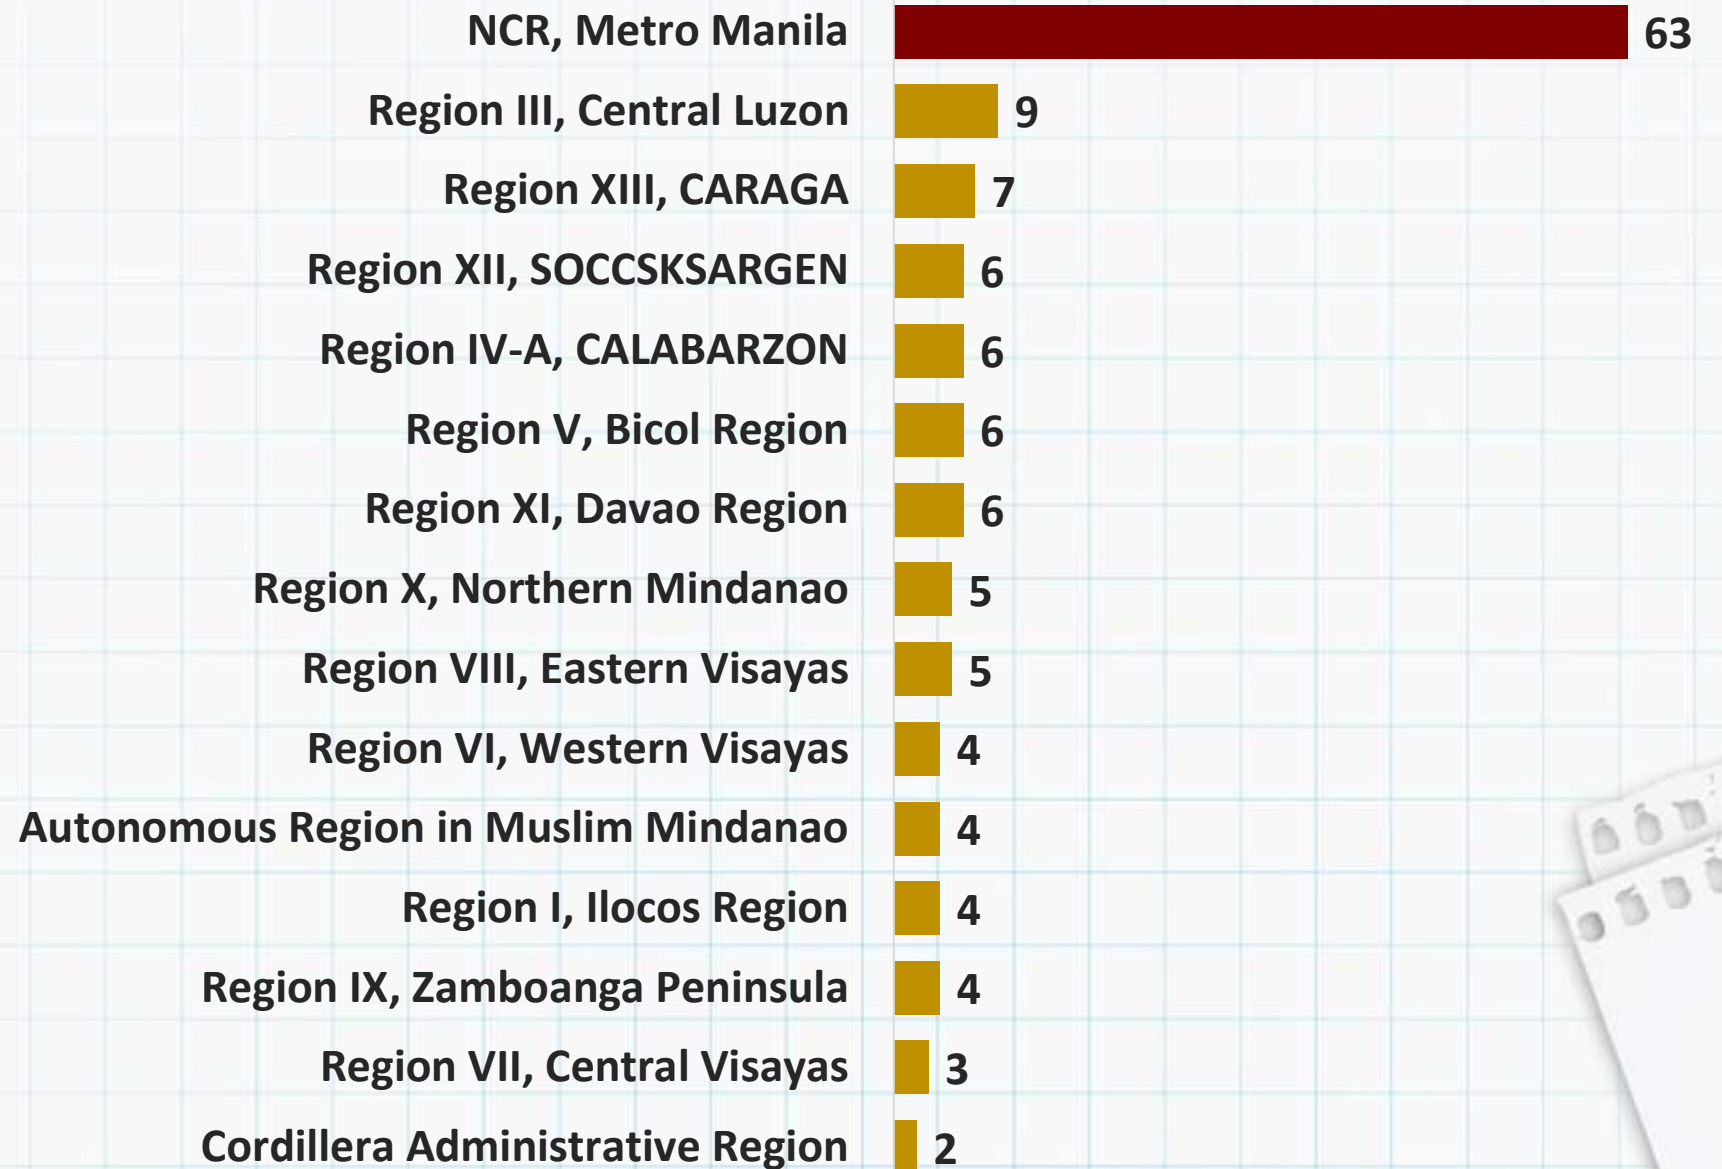 NCR, Metro Manila 63
Region III, Central Luzon 9
Region XIII, CARAGA 7
Region XII, SOCCSKSARGEN 6
Region IV-A, CALABARZON 6
Region V, Bicol Region 6
Region XI, Davao Region 6
Region X, Northern Mindanao 5
Region VIII, Eastern Visayas 5
Region VI, Western Visayas 4
Autonomous Region in Muslim Mindanao 4
Region I, Ilocos Region 4
Region IX, Zamboanga Peninsula 4
Region VII, Central Visayas 3
Cordillera Administrative Region 2